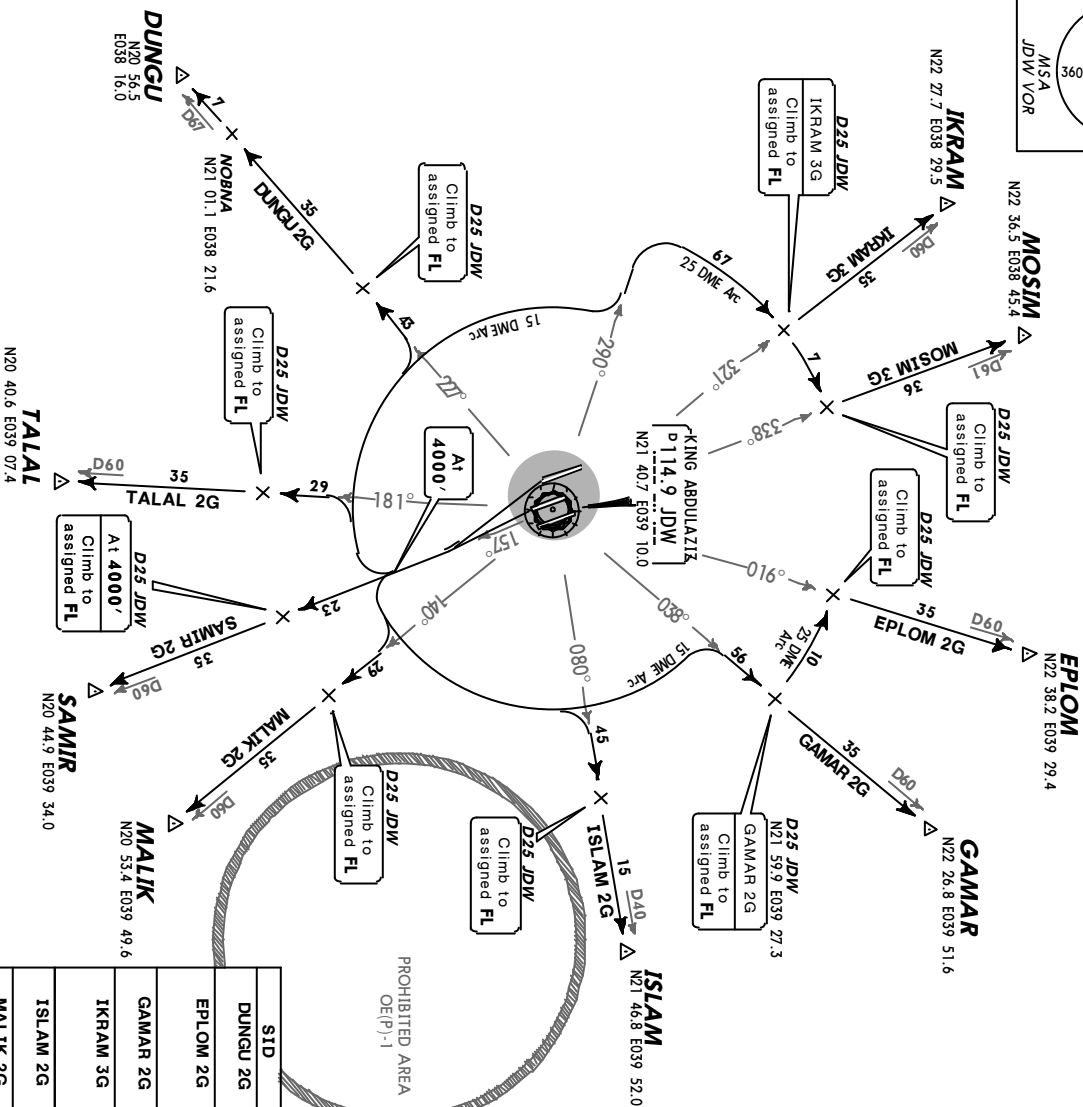 MSA
JDW VOR
360
IKRAM
N22 27.7 E038 29.5
D60
IKRAM 3G
35
MOSIM
N22 36.5 E038 45.4
D61
MOSIM 3G
36
D25 JDW
IKRAM 3G
Climb to
assigned FL
D25 JDW
Climb to
assigned FL
67
25 DME Arc
7
321°
338°
290°
DUNGU
N20 56.5
E038 16.0
D67
7
NOBNA
N21 01.1 E038 21.6
35
DUNGU 2G
D25 JDW
Climb to
assigned FL
43
227°
15 DME Arc
KING ABDULAZIZ
D 114.9 JDW
N21 40.7 E039 10.0
EPLOM
N22 38.2 E039 29.4
D60
35
EPLOM 2G
D25 JDW
Climb to
assigned FL
016°
25 DME
Arc
10
038°
56
15 DME Arc
GAMAR
N22 26.8 E039 51.6
D60
35
GAMAR 2G
D25 JDW
N21 59.9 E039 27.3
GAMAR 2G
Climb to
assigned FL
080°
45
ISLAM
N21 46.8 E039 52.0
D40
15
ISLAM 2G
D25 JDW
Climb to
assigned FL
TALAL
N20 40.6 E039 07.4
D60
35
TALAL 2G
D25 JDW
Climb to
assigned FL
29
181°
At
4000'
157°
SAMIR
N20 44.9 E039 34.0
D60
35
SAMIR 2G
23
D25 JDW
At 4000'
Climb to
assigned FL
140°
29
MALIK
N20 53.4 E039 49.6
D60
35
MALIK 2G
D25 JDW
Climb to
assigned FL
PROHIBITED AREA
OE(P)-1
SID
DUNGU 2G
EPLOM 2G
GAMAR 2G
IKRAM 3G
ISLAM 2G
MALIK 2G